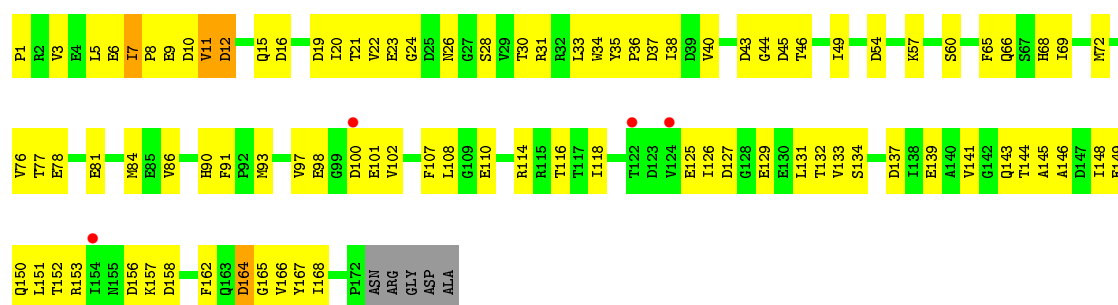 P1 R2 V3 E4 L5 E6 I7 P8 E9 D10 V11 D12 Q15 D16 D19 I20 T21 V22 E23 G24 D25 N26 G27 S28 V29 T30 R31 R32 L33 W34 Y35 P36 D37 I38 D39 V40 D43 G44 D45 T46 I49 D54 K57 S60 F65 Q66 S67 H68 I69 M72
V76 T77 E78 E81 M84 E85 V86 H90 F91 P92 M93 V97 E98 G99 D100 E101 V102 F107 L108 G109 E110 R114 R115 T116 T117 I118 T122 D123 V124 E125 I126 D127 G128 E129 E130 L131 T132 V133 S134 D137 I138 E139 A140 V141 G142 Q143 T144 A145 A146 D147 I148
Q150 L151 T152 R153 I154 N155 D156 K157 D158 F162 Q163 D164 G165 V166 Y167 I168 P172 ASN ARG GLY ASP ALA